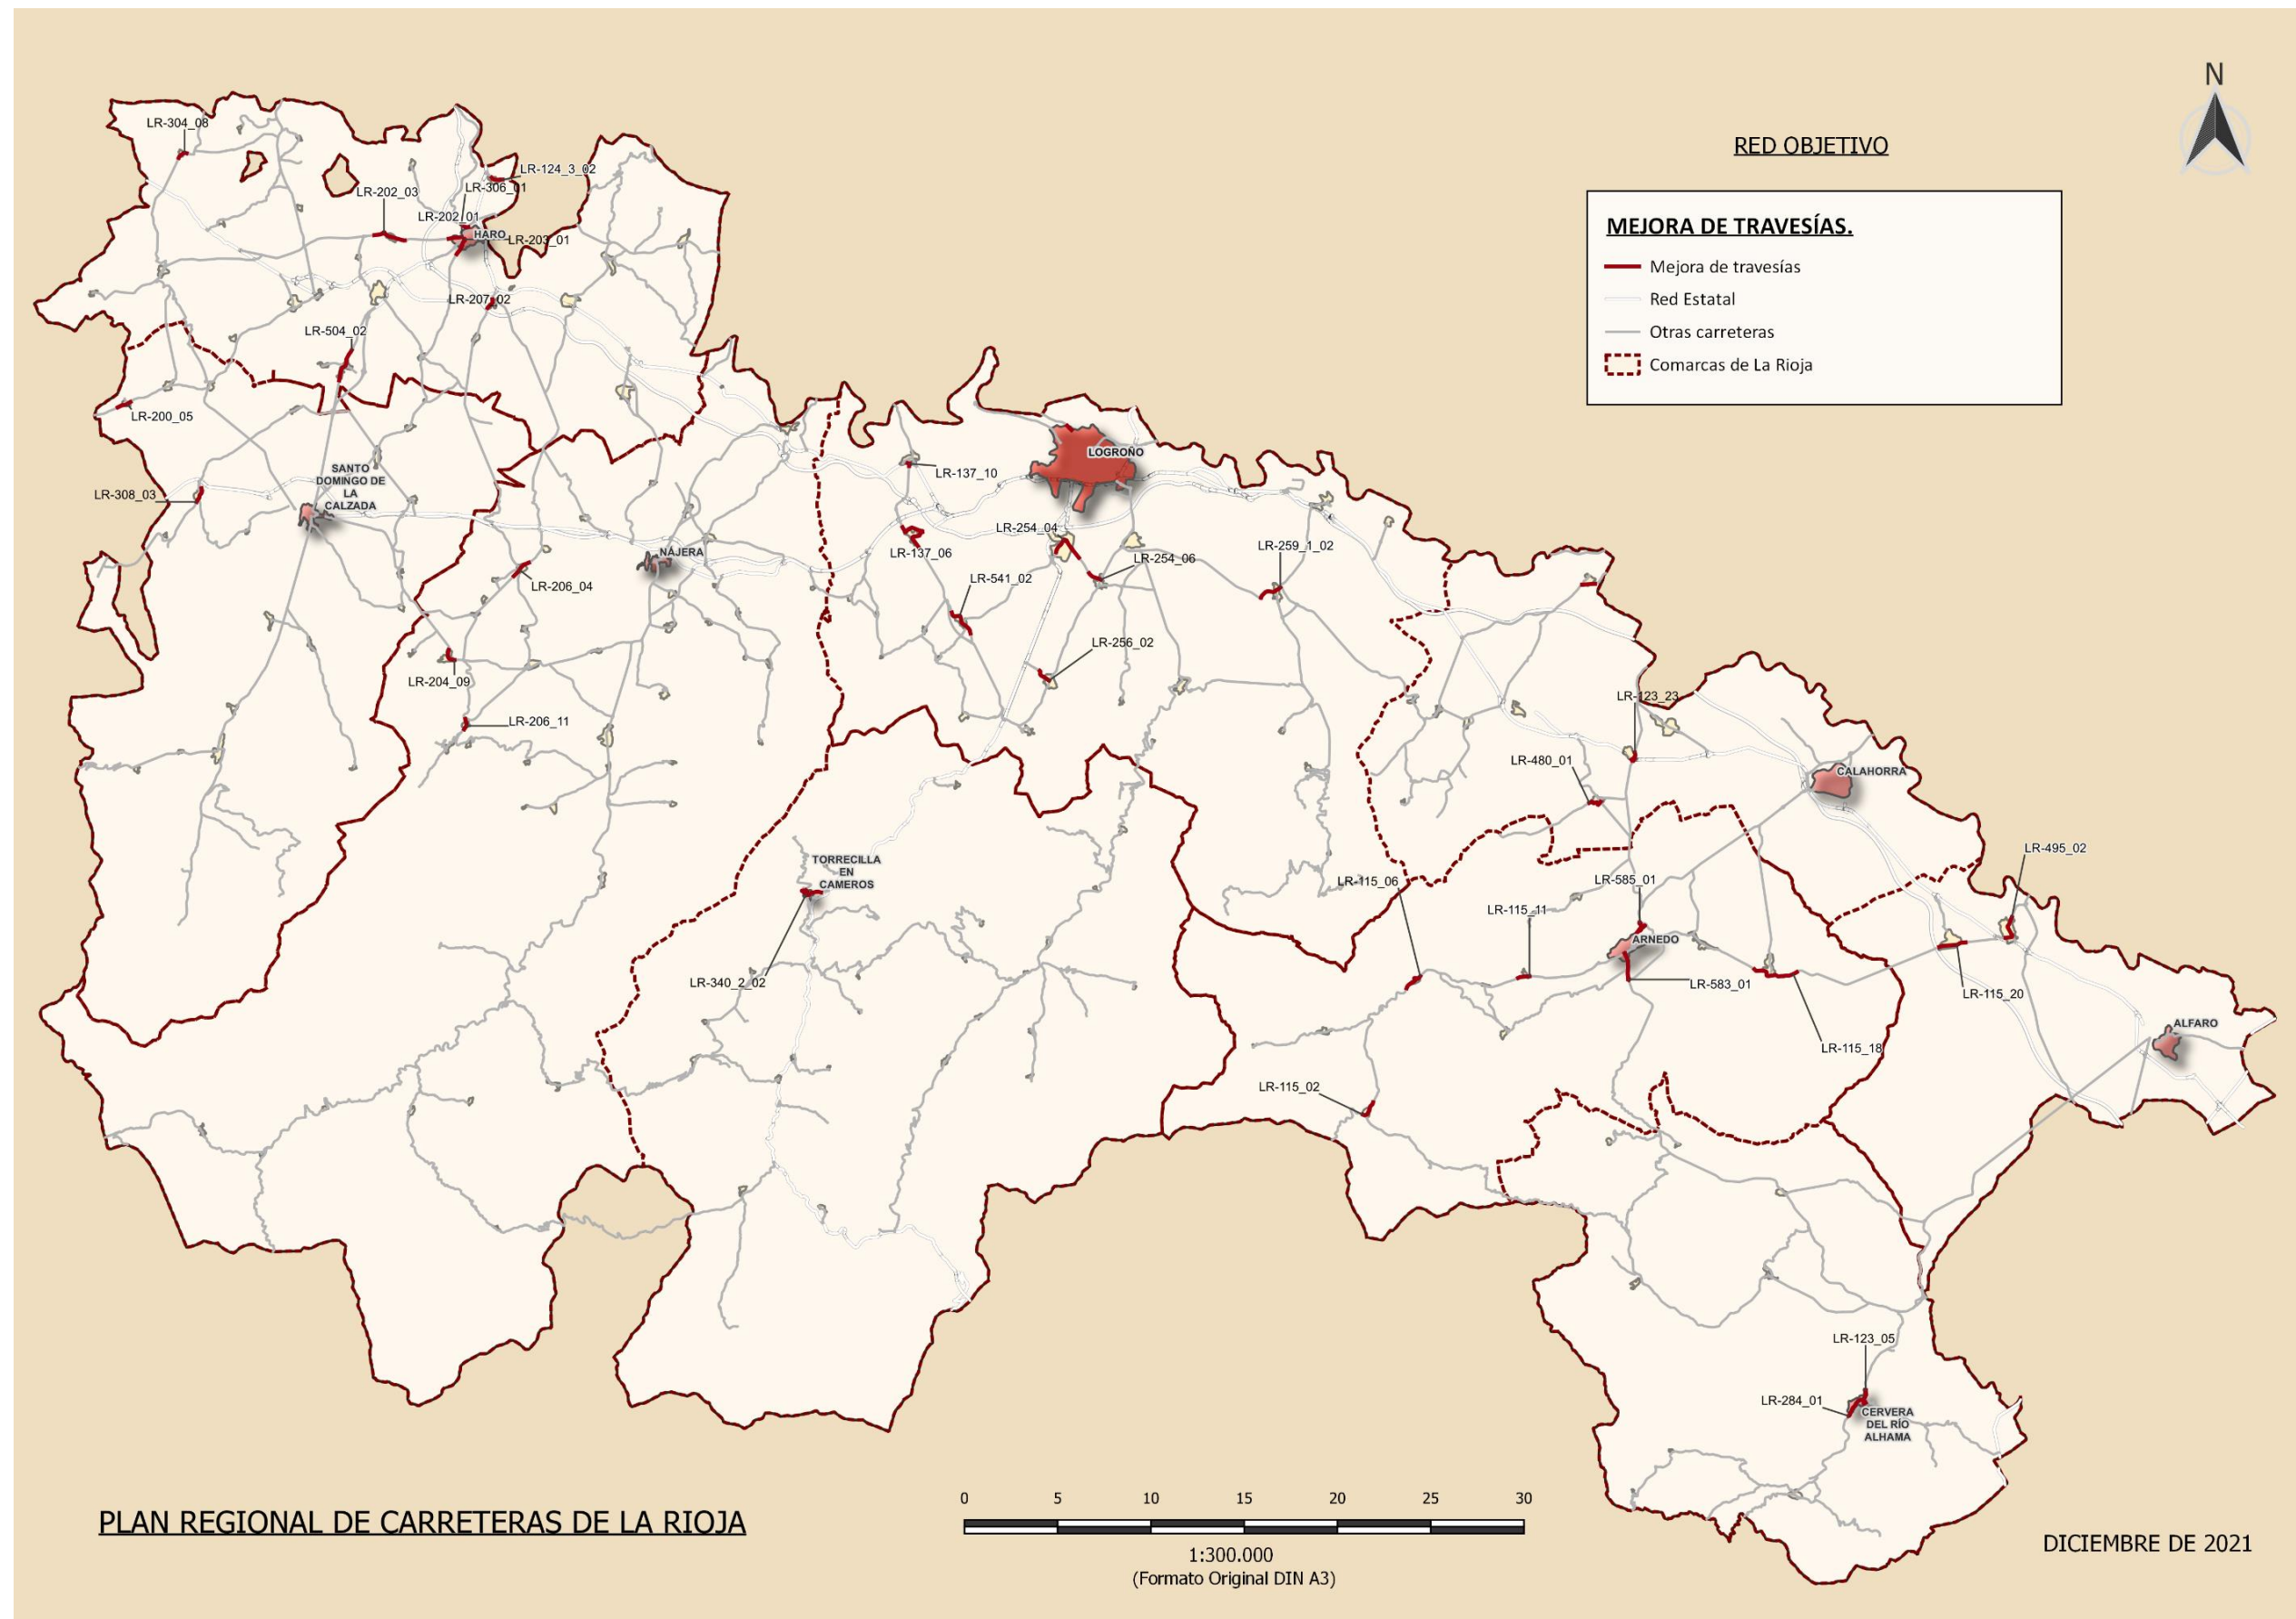 N
RED OBJETIVO
MEJORA DE TRAVESÍAS.
Mejora de travesías
Red Estatal
Otras carreteras
Comarcas de La Rioja
LR-304_08
LR-124_3_02
LR-306_01
LR-202_03
LR-202_01
HARO
LR-203_01
LR-207_02
LR-504_02
LR-200_05
SANTO
DOMINGO DE
LA
CALZADA
LR-308_03
NÁJERA
LR-206_04
LR-204_09
LR-206_11
LOGROÑO
LR-137_10
LR-254_04
LR-137_06
LR-254_06
LR-259_1_02
LR-541_02
LR-256_02
LR-123_23
LR-480_01
CALAHORRA
TORRECILLA
EN
CAMEROS
LR-340_2_02
LR-115_06
LR-585_01
LR-115_11
ARNEDO
LR-583_01
LR-495_02
LR-115_20
LR-115_18
ALFARO
LR-115_02
LR-123_05
LR-284_01
CERVERA
DEL RÍO
ALHAMA
PLAN REGIONAL DE CARRETERAS DE LA RIOJA
0 5 10 15 20 25 30
1:300.000
(Formato Original DIN A3)
DICIEMBRE DE 2021